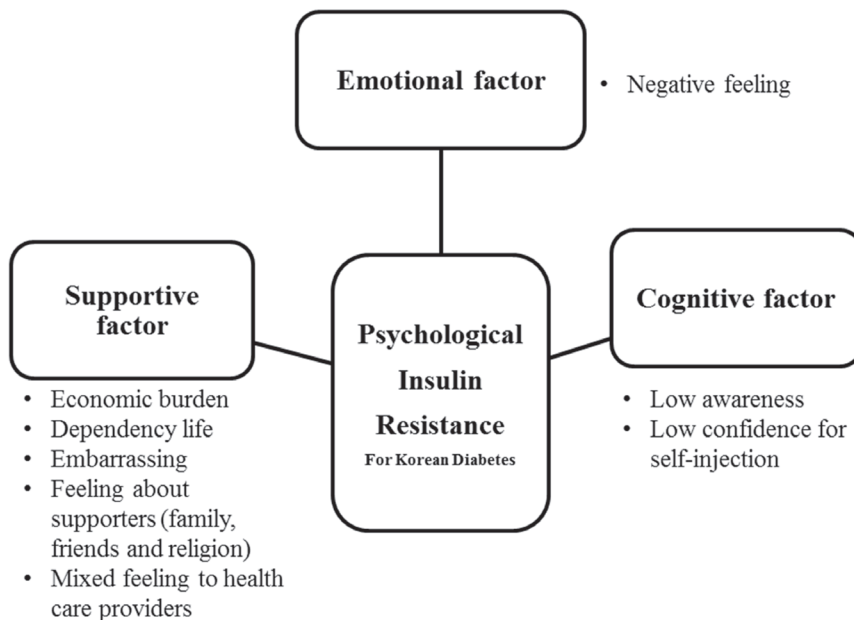 Emotional factor
• Negative feeling
Supportive
factor
• Economic burden
• Dependency life
• Embarrassing
• Feeling about
supporters (family,
friends and religion)
• Mixed feeling to health
care providers
Psychological
Insulin
Resistance
For Korean Diabetes
Cognitive factor
• Low awareness
• Low confidence for
self-injection